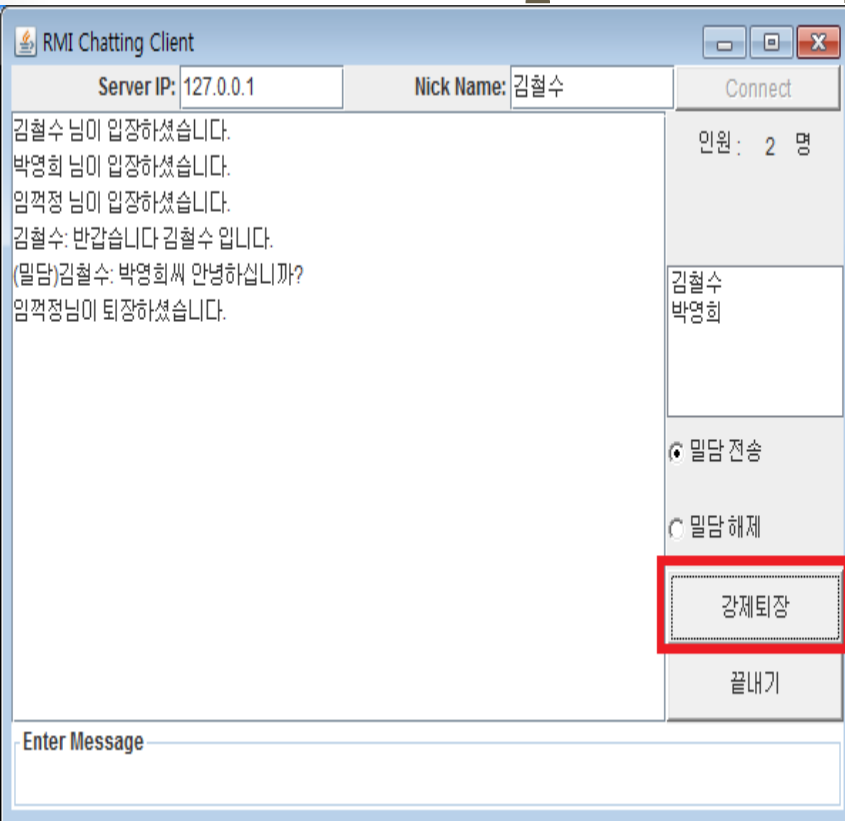 RMI Chatting Client
Server IP: 127.0.0.1 Nick Name: 김철수 Connect
김철수 님이 입장하셨습니다.
박영희 님이 입장하셨습니다.
임꺽정 님이 입장하셨습니다.
김철수: 반갑습니다 김철수 입니다.
(밀담)김철수: 박영희씨 안녕하십니까?
임꺽정님이 퇴장하셨습니다.
인원 : 2 명
김철수
박영희
밀담 전송
밀담 해제
강제퇴장
끝내기
Enter Message